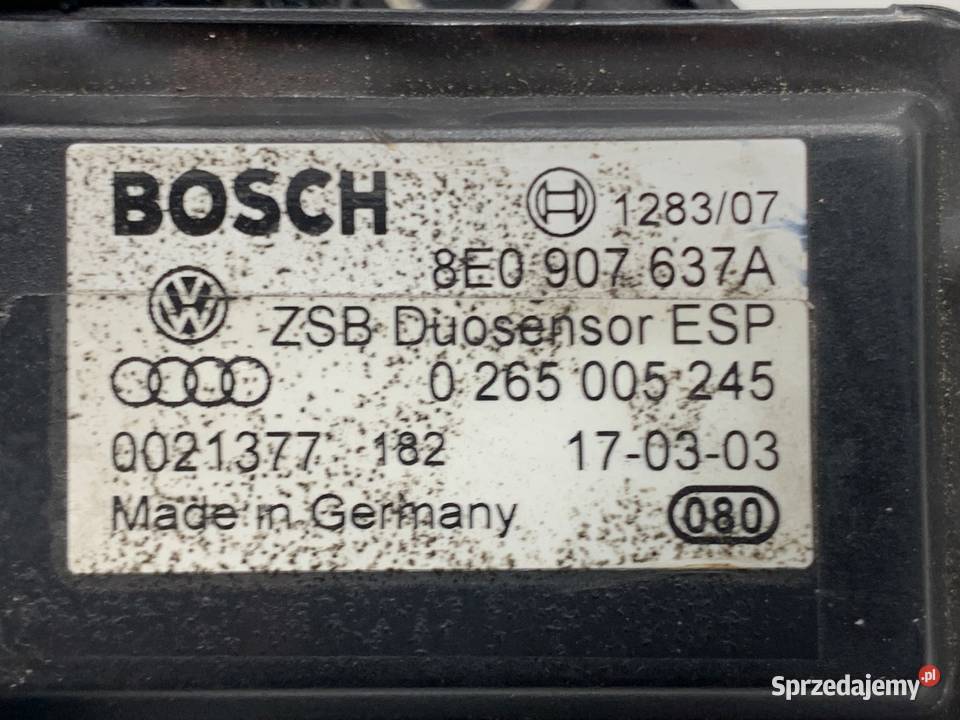 BOSCH
1283/07
8E0 907 637A
ZSB Duosensor ESP
0 265 005 245
0021377 182 17-03-03
Made in Germany 080
Sprzedajemy.pl